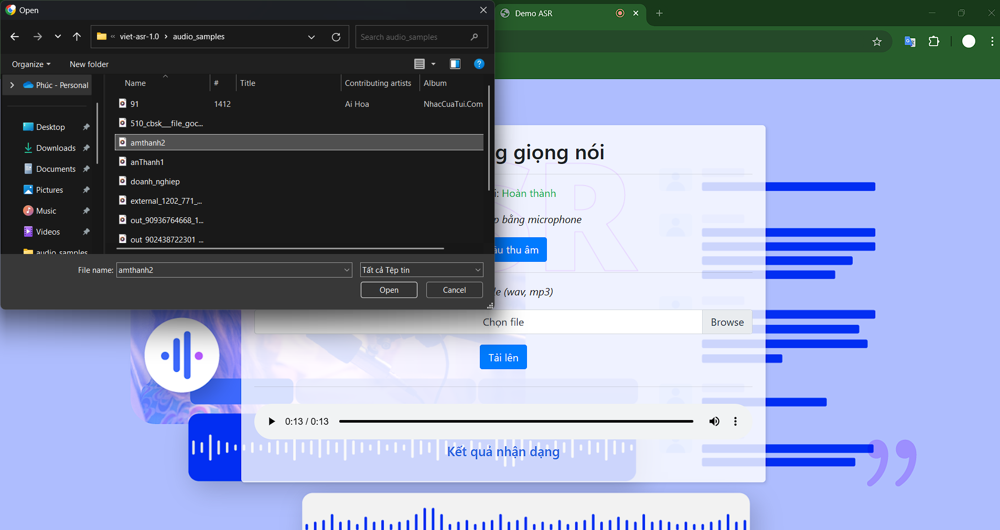 Open
Demo ASR
viet-asr-1.0 › audio_samples
Search audio_samples
Organize
New folder
Phúc - Personal
Desktop
Downloads
Documents
Pictures
Music
Videos
audio_samples
Name # Title Contributing artists Album
91 1412 Ai Hoa NhacCuaTui.Com
510_cbsk__file_goc...
amthanh2
anThanh1
doanh_nghiep
external_1202_771_...
out_90936764668_1...
out_902438722301_...
File name: amthanh2
Tất cả Tệp tin
Open
Cancel
g giọng nói
i: Hoàn thành
p bằng microphone
âu thu âm
le (wav, mp3)
Chọn file
Browse
Tải lên
0:13 / 0:13
Kết quả nhận dạng